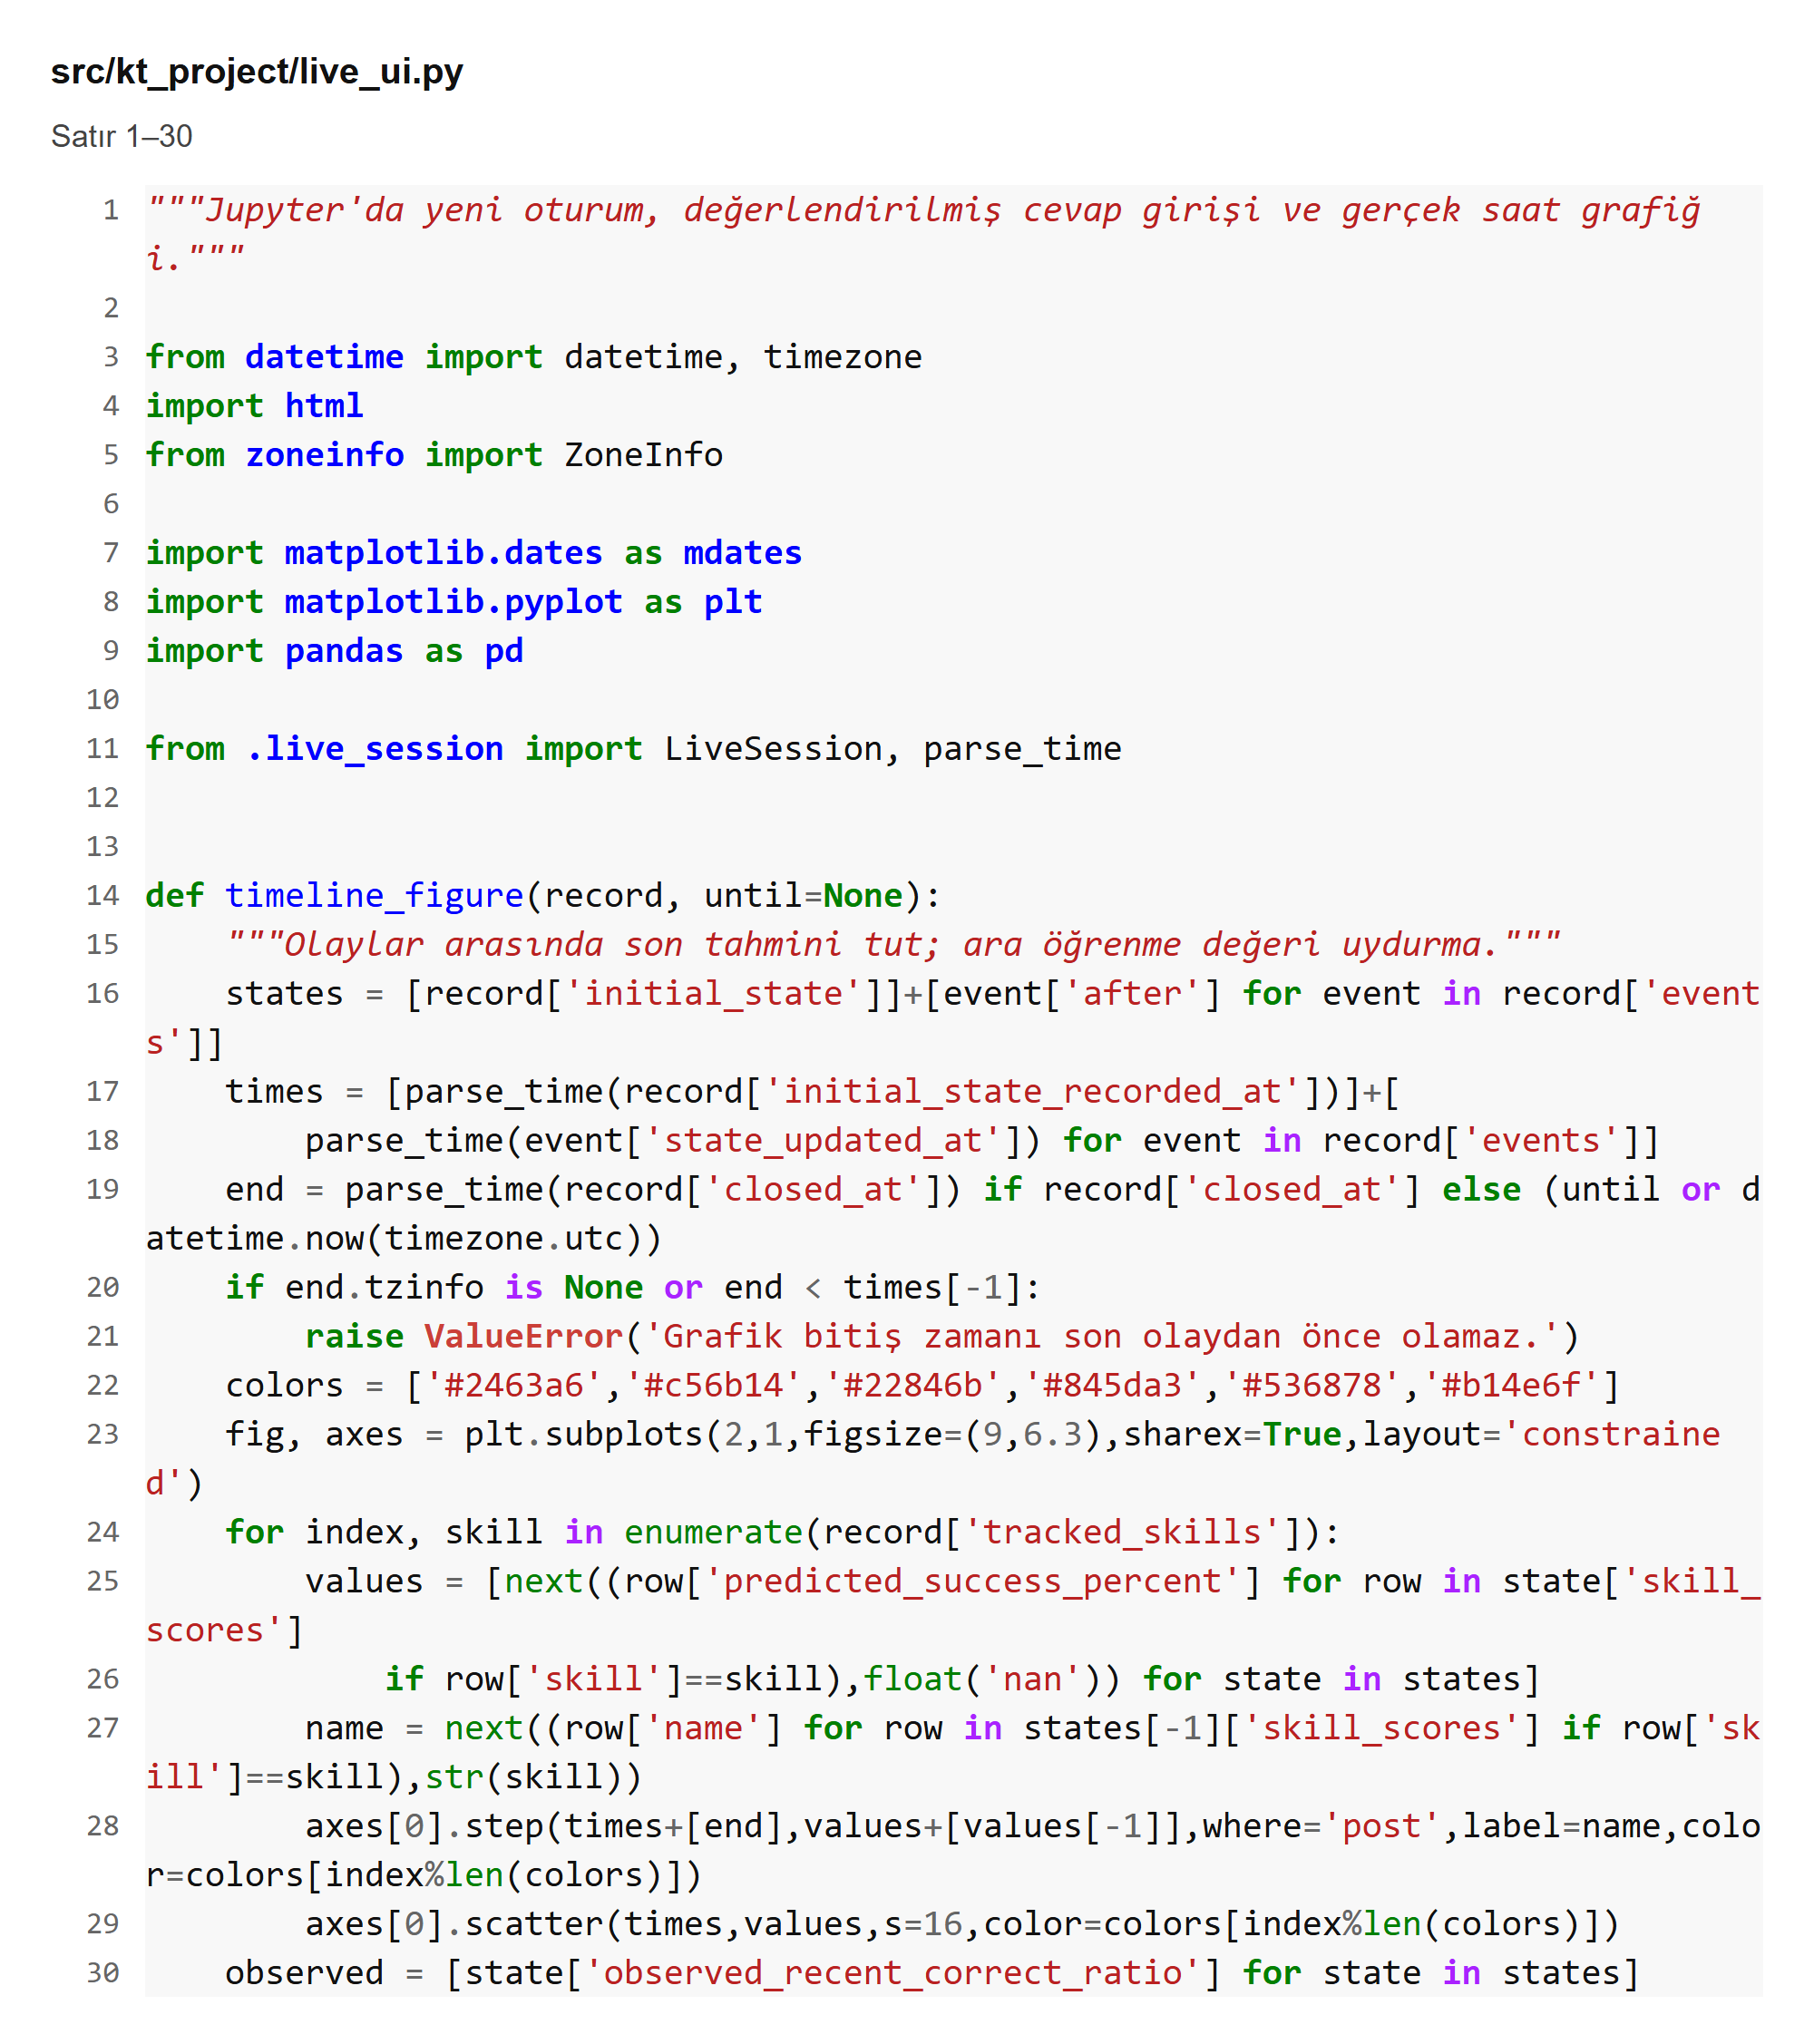 src/kt_project/live_ui.py
Satır 1–30
1 """Jupyter'da yeni oturum, değerlendirilmiş cevap girişi ve gerçek saat grafiğ
i."""
2
3 from datetime import datetime, timezone
4 import html
5 from zoneinfo import ZoneInfo
6
7 import matplotlib.dates as mdates
8 import matplotlib.pyplot as plt
9 import pandas as pd
10
11 from .live_session import LiveSession, parse_time
12
13
14 def timeline_figure(record, until=None):
15     """Olaylar arasında son tahmini tut; ara öğrenme değeri uydurma."""
16     states = [record['initial_state']]+[event['after'] for event in record['event
s']]
17     times = [parse_time(record['initial_state_recorded_at'])]+[
18         parse_time(event['state_updated_at']) for event in record['events']]
19     end = parse_time(record['closed_at']) if record['closed_at'] else (until or d
atetime.now(timezone.utc))
20     if end.tzinfo is None or end < times[-1]:
21         raise ValueError('Grafik bitiş zamanı son olaydan önce olamaz.')
22     colors = ['#2463a6','#c56b14','#22846b','#845da3','#536878','#b14e6f']
23     fig, axes = plt.subplots(2,1,figsize=(9,6.3),sharex=True,layout='constraine
d')
24     for index, skill in enumerate(record['tracked_skills']):
25         values = [next((row['predicted_success_percent'] for row in state['skill_
scores']
26             if row['skill']==skill),float('nan')) for state in states]
27         name = next((row['name'] for row in states[-1]['skill_scores'] if row['sk
ill']==skill),str(skill))
28         axes[0].step(times+[end],values+[values[-1]],where='post',label=name,colo
r=colors[index%len(colors)])
29         axes[0].scatter(times,values,s=16,color=colors[index%len(colors)])
30     observed = [state['observed_recent_correct_ratio'] for state in states]